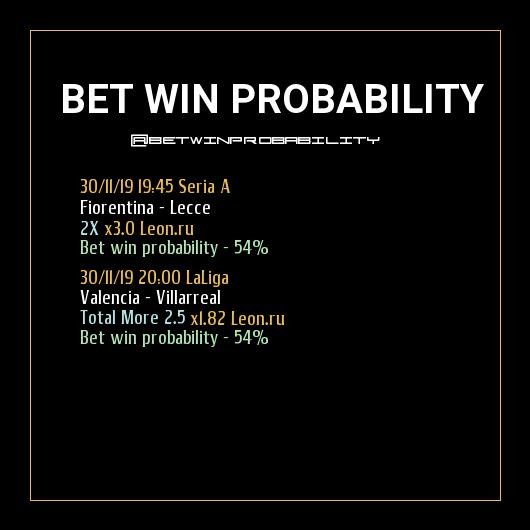 BET WIN PROBABILITY
@BETWINPROBABILITY
30/11/19 19:45 Seria A
Fiorentina - Lecce
2X x3.0 Leon.ru
Bet win probability - 54%
30/11/19 20:00 LaLiga
Valencia - Villarreal
Total More 2.5 x1.82 Leon.ru
Bet win probability - 54%